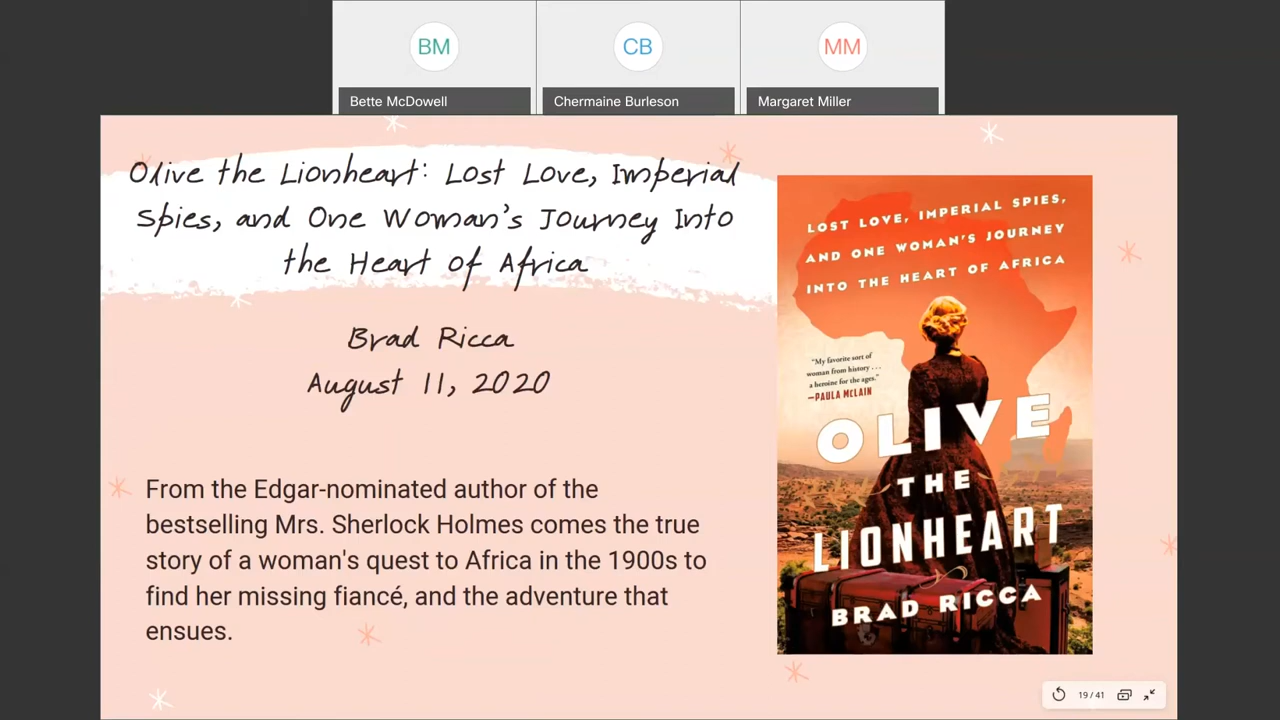 BM
CB
MM
Bette McDowell
Chermaine Burleson
Margaret Miller
Olive the Lionheart: Lost Love, Imperial
Spies, and One Woman's Journey Into
the Heart of Africa
Brad Ricca
August 11, 2020
From the Edgar-nominated author of the
bestselling Mrs. Sherlock Holmes comes the true
story of a woman's quest to Africa in the 1900s to
find her missing fiancé, and the adventure that
ensues.
LOST LOVE, IMPERIAL SPIES,
AND ONE WOMAN'S JOURNEY
INTO THE HEART OF AFRICA
"My favorite sort of
woman from history . . .
a heroine for the ages."
—PAULA McLAIN
OLIVE
THE
LIONHEART
BRAD RICCA
19 / 41